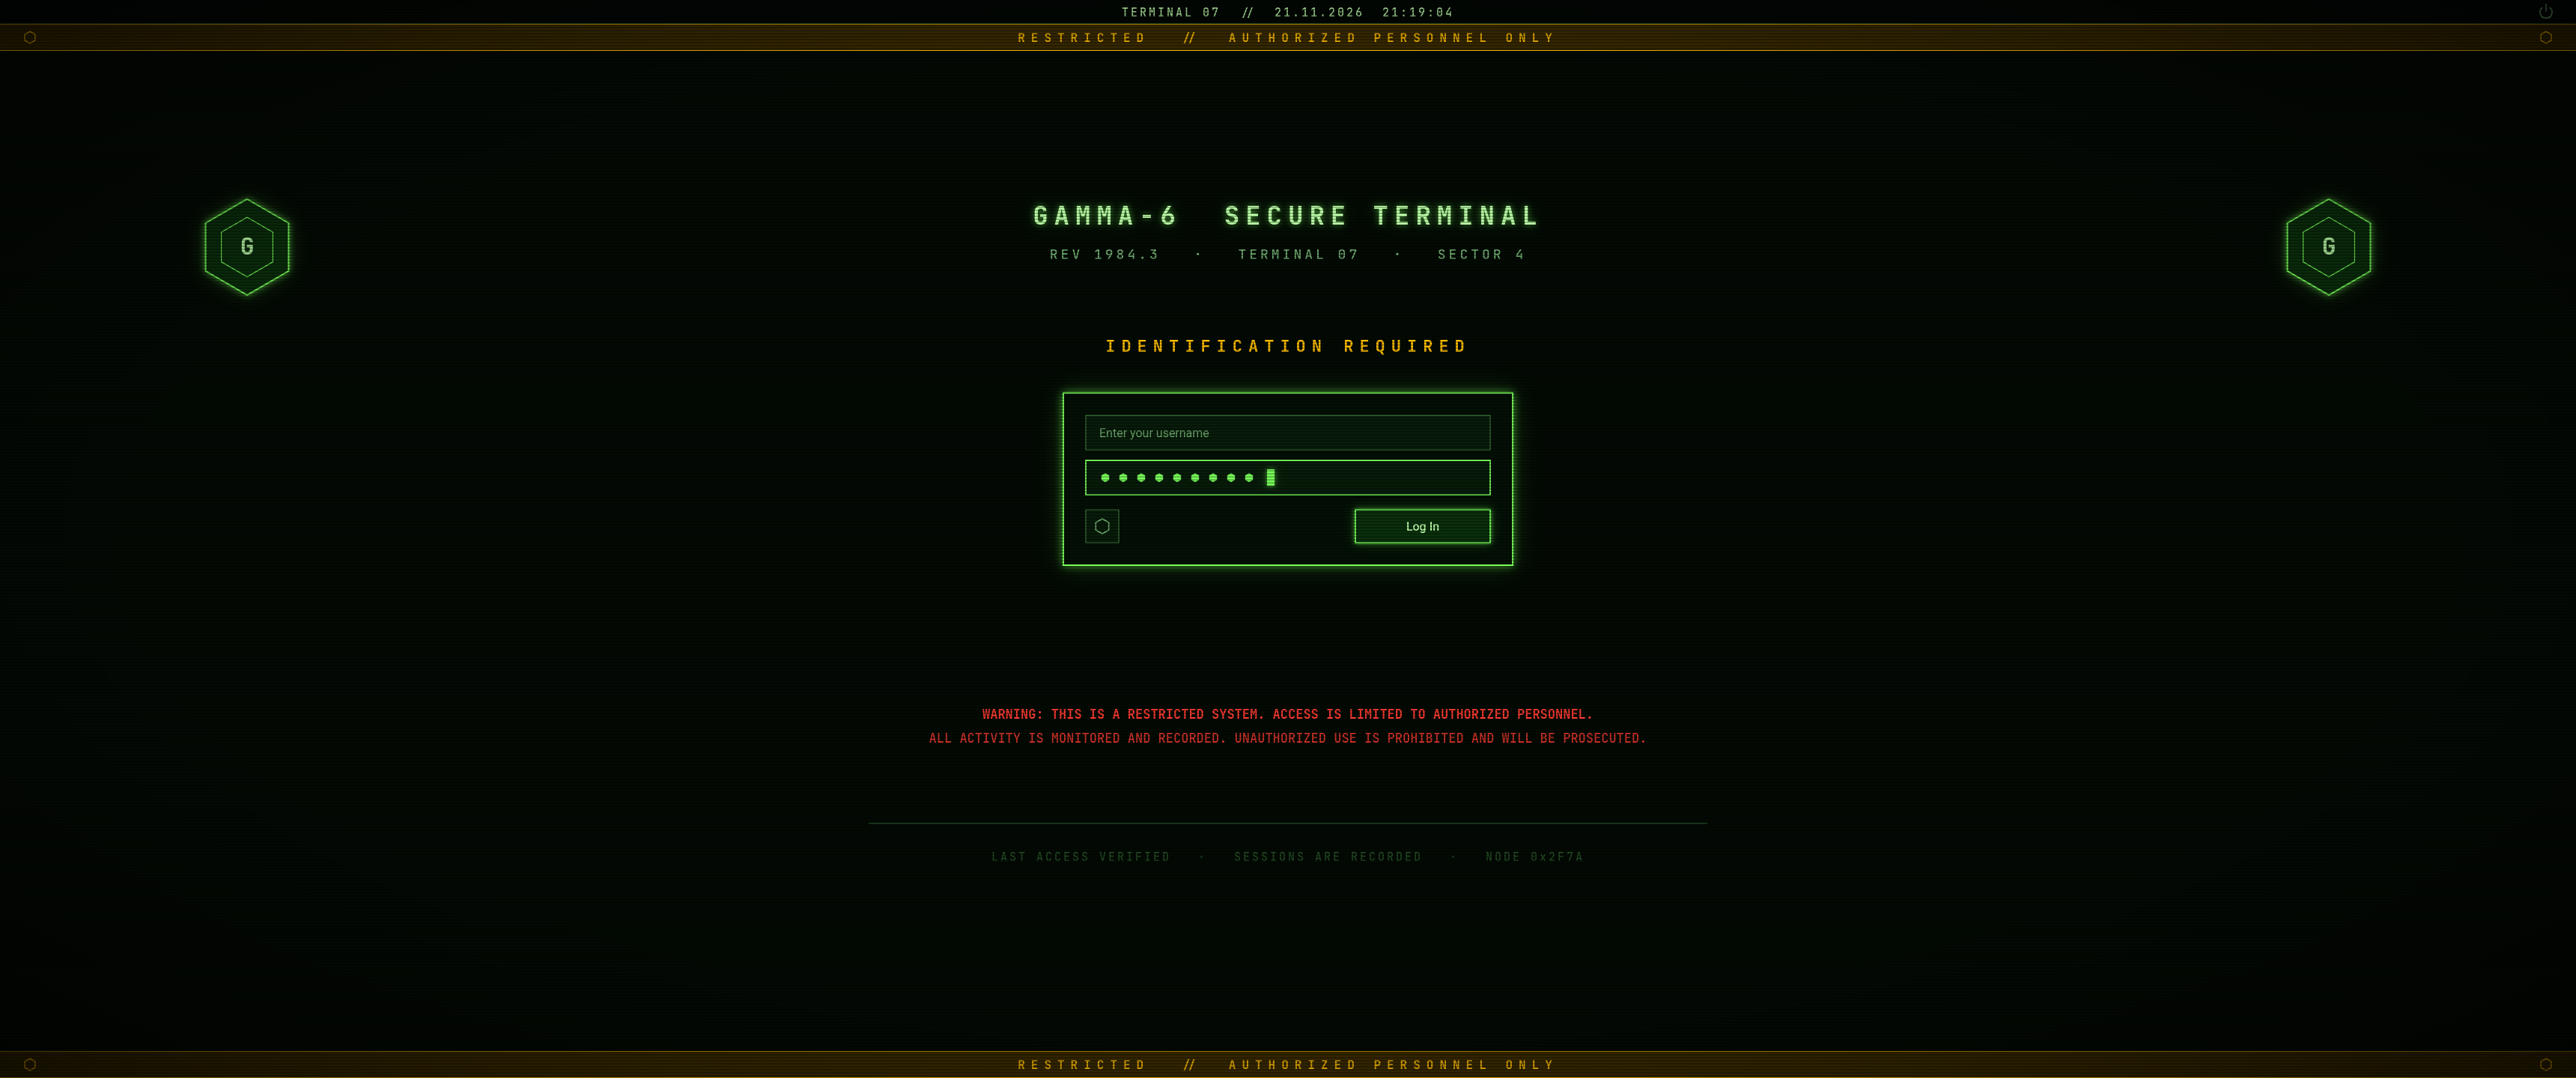 TERMINAL 07 // 21.11.2026 21:19:04
RESTRICTED // AUTHORIZED PERSONNEL ONLY
G
GAMMA-6 SECURE TERMINAL
G
REV 1984.3 · TERMINAL 07 · SECTOR 4
IDENTIFICATION REQUIRED
Enter your username
Log In
WARNING: THIS IS A RESTRICTED SYSTEM. ACCESS IS LIMITED TO AUTHORIZED PERSONNEL.
ALL ACTIVITY IS MONITORED AND RECORDED. UNAUTHORIZED USE IS PROHIBITED AND WILL BE PROSECUTED.
LAST ACCESS VERIFIED · SESSIONS ARE RECORDED · NODE 0x2F7A
RESTRICTED // AUTHORIZED PERSONNEL ONLY